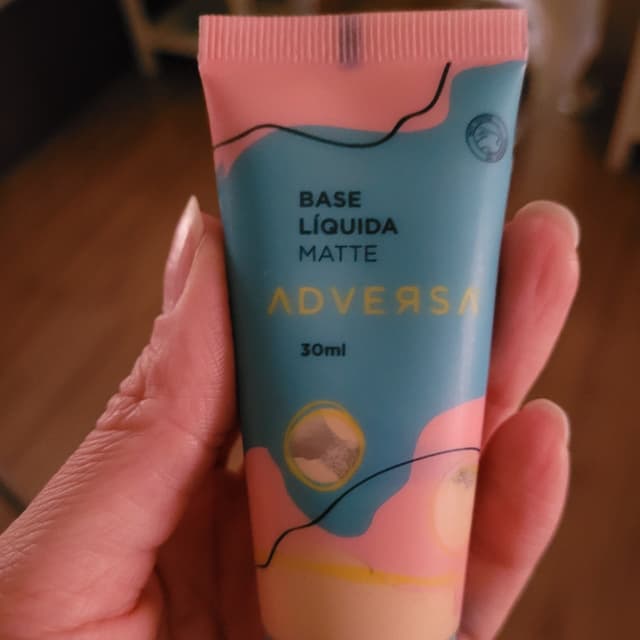 BASE
LÍQUIDA
MATTE
ADVERSA
30ml